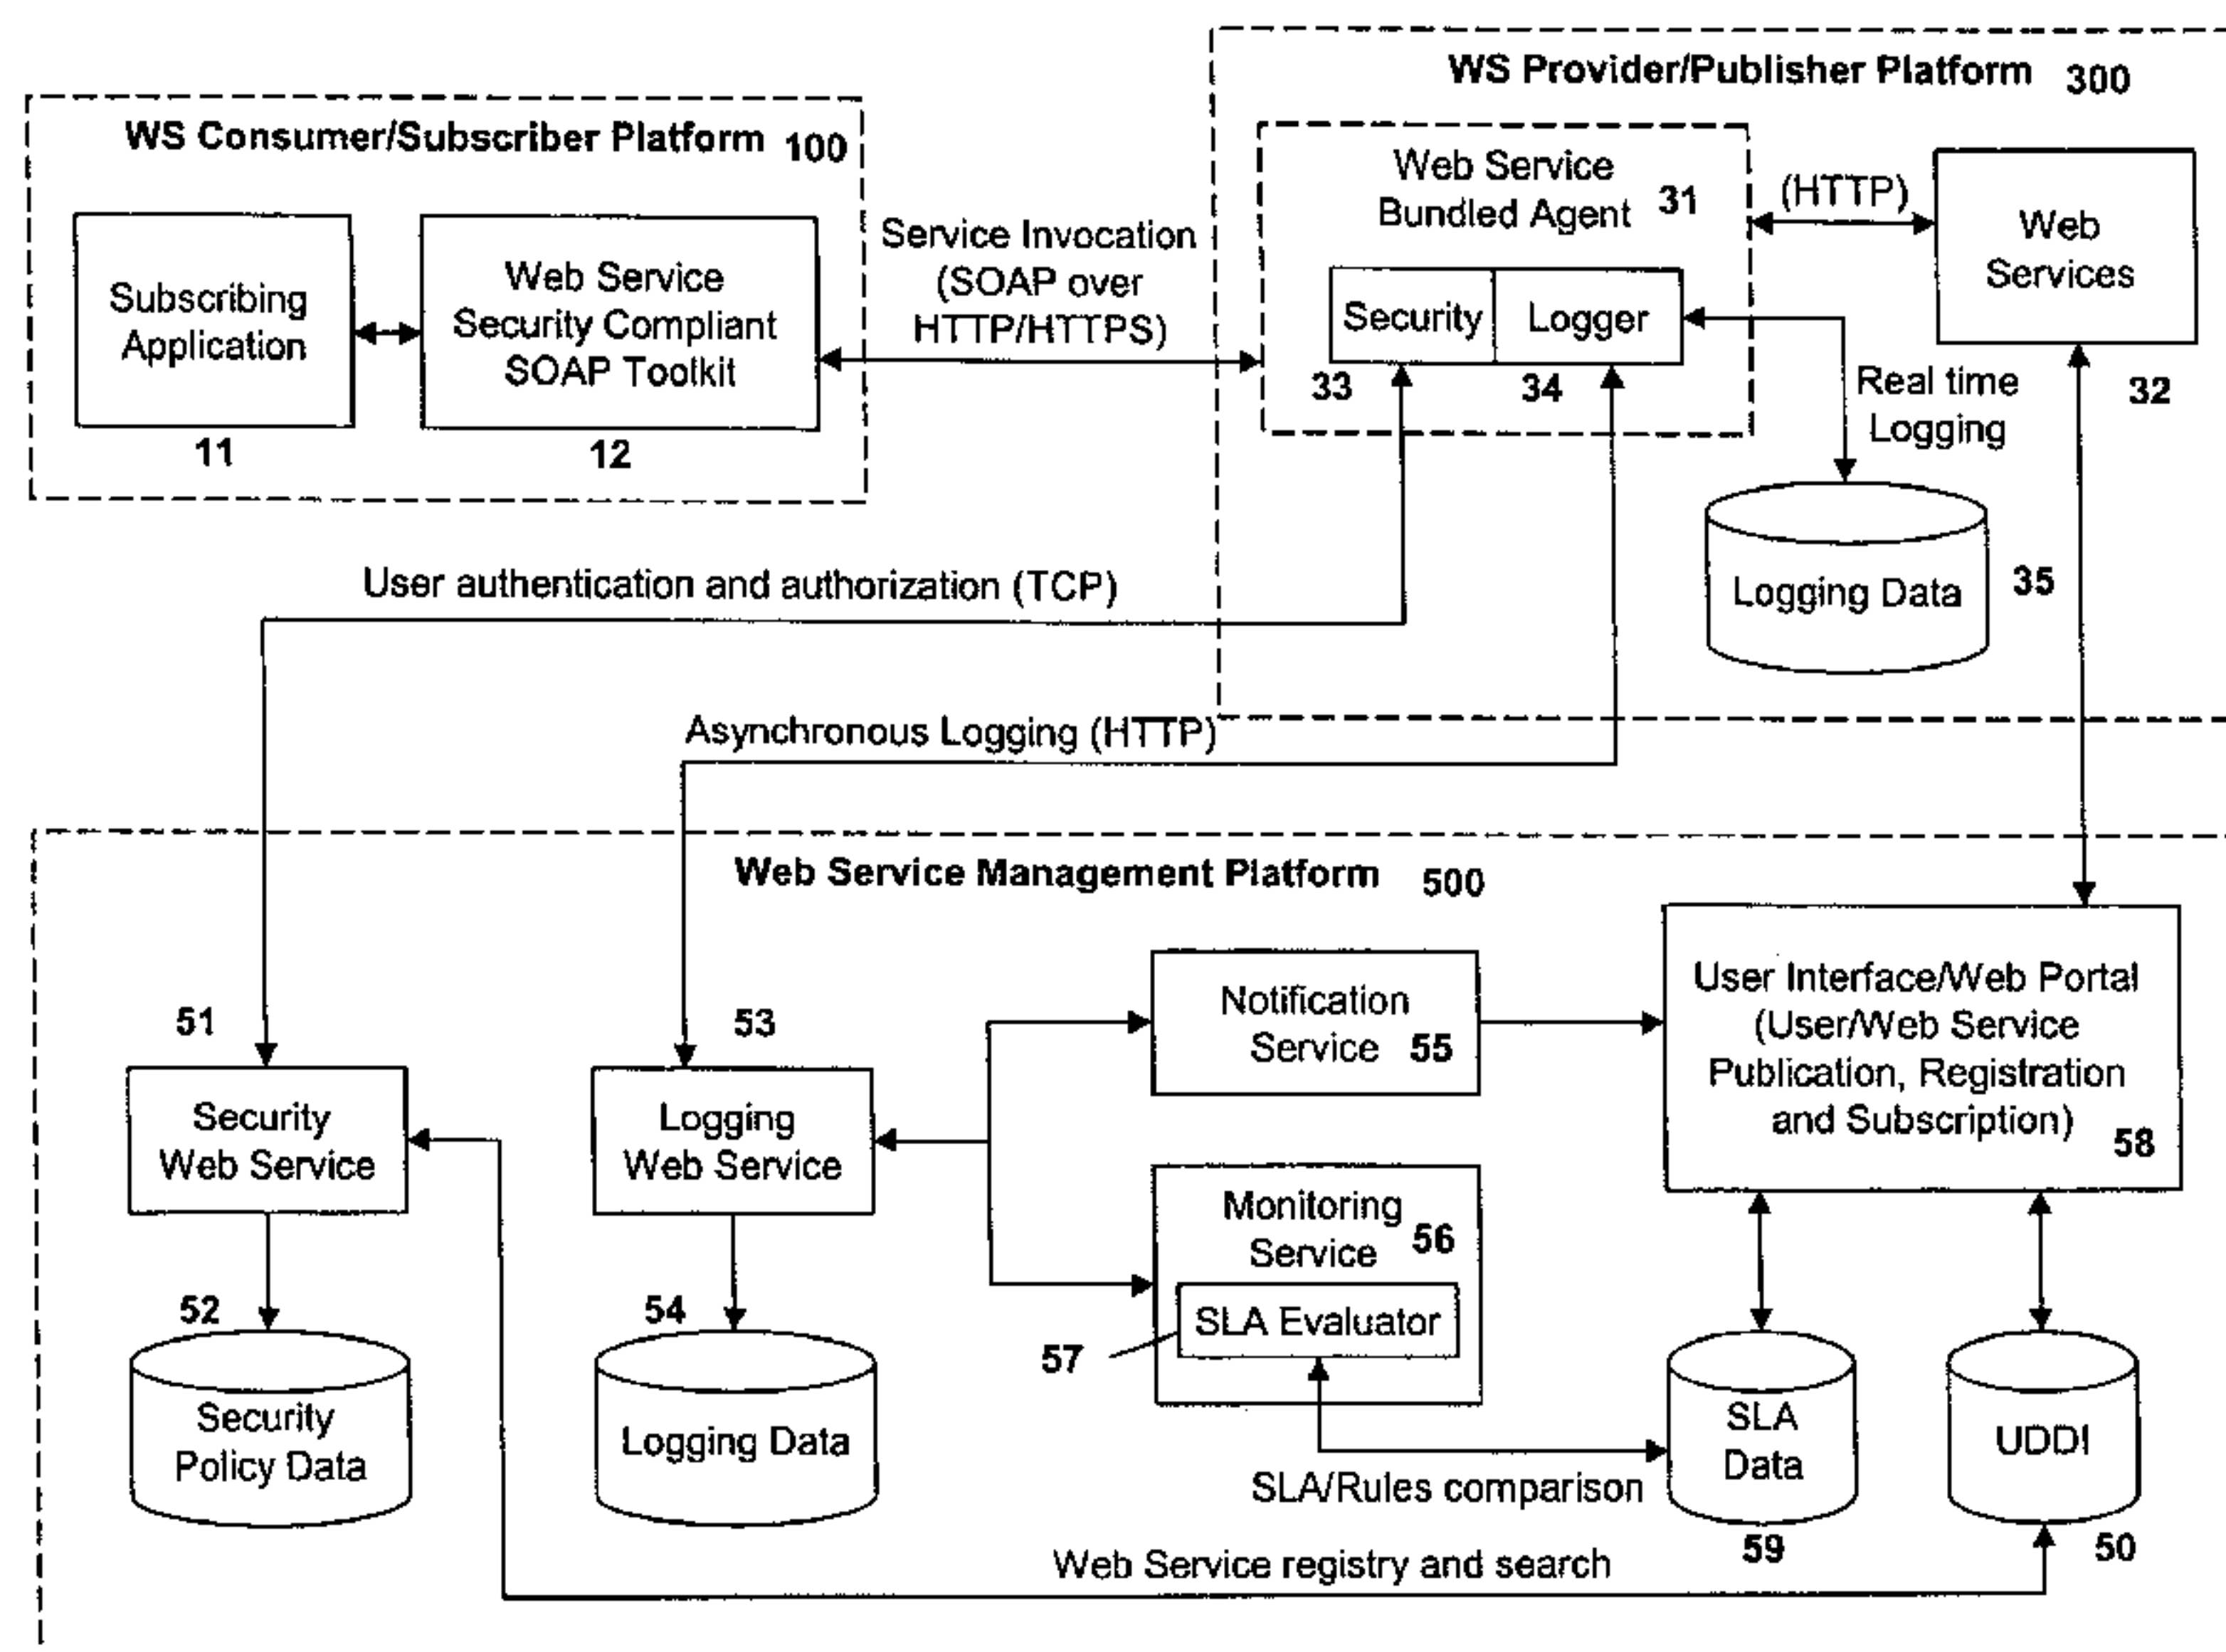 WS Provider/Publisher Platform 300
WS Consumer/Subscriber Platform 100
Subscribing
Application
11
Web Service
Security Compliant
SOAP Toolkit
12
Service Invocation
(SOAP over
HTTP/HTTPS)
Web Service
Bundled Agent 31
Security
Logger
33
34
(HTTP)
Web
Services
32
Real time
Logging
Logging Data
35
User authentication and authorization (TCP)
Asynchronous Logging (HTTP)
Web Service Management Platform 500
51
Security
Web Service
53
Logging
Web Service
Notification
Service 55
User Interface/Web Portal
(User/Web Service
Publication, Registration
and Subscription)
58
Monitoring
Service 56
SLA Evaluator
57
52
Security
Policy Data
54
Logging Data
SLA
Data
59
UDDI
50
SLA/Rules comparison
Web Service registry and search